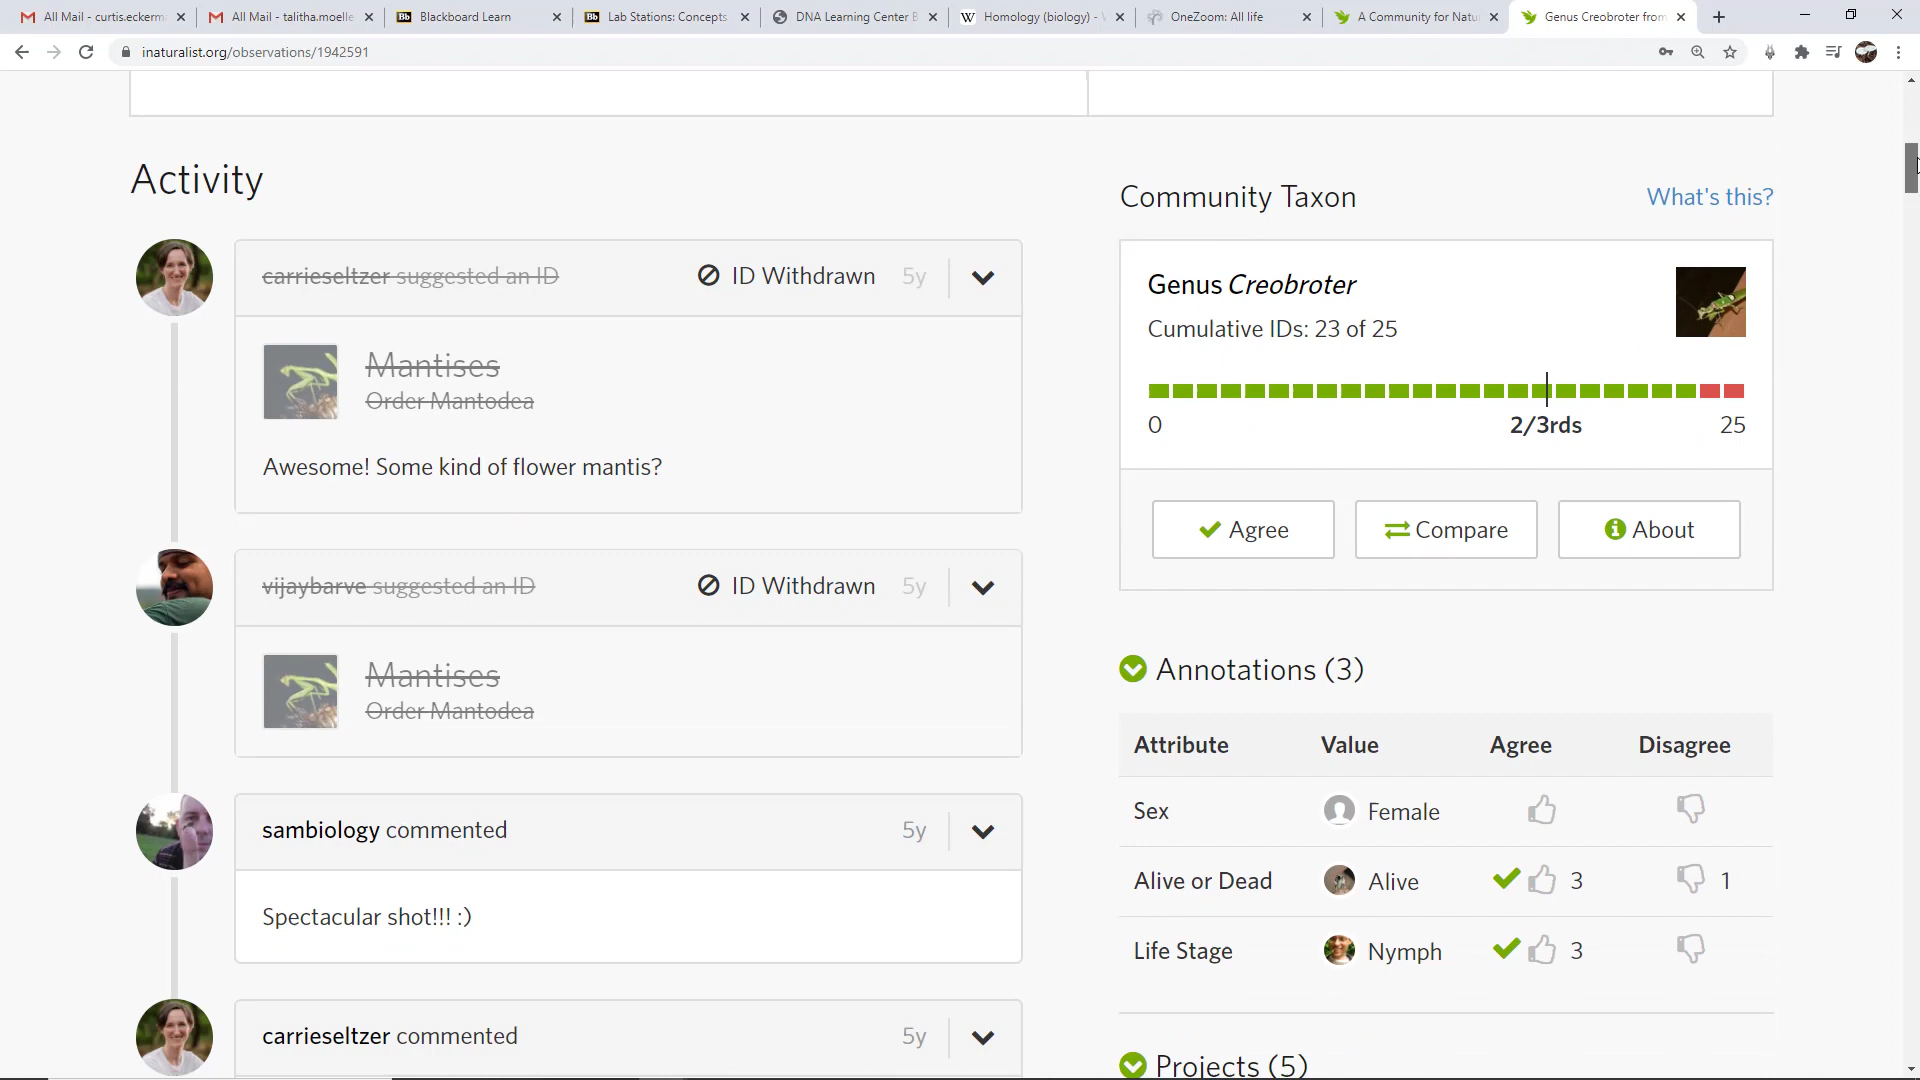 All Mail - curtis.eckerm
All Mail - talitha.moelle
Blackboard Learn
Lab Stations: Concepts
DNA Learning Center B
Homology (biology) -
OneZoom: All life
A Community for Natu
Genus Creobroter from
inaturalist.org/observations/1942591
Activity
carrieseltzer suggested an ID
ID Withdrawn
5y
Mantises
Order Mantodea
Awesome! Some kind of flower mantis?
vijaybarve suggested an ID
ID Withdrawn
5y
Mantises
Order Mantodea
sambiology commented
5y
Spectacular shot!!! :)
carrieseltzer commented
5y
Community Taxon
What's this?
Genus Creobroter
Cumulative IDs: 23 of 25
0
2/3rds
25
Agree
Compare
About
Annotations (3)
Attribute Value Agree Disagree
Sex Female
Alive or Dead Alive 3 1
Life Stage Nymph 3
Projects (5)